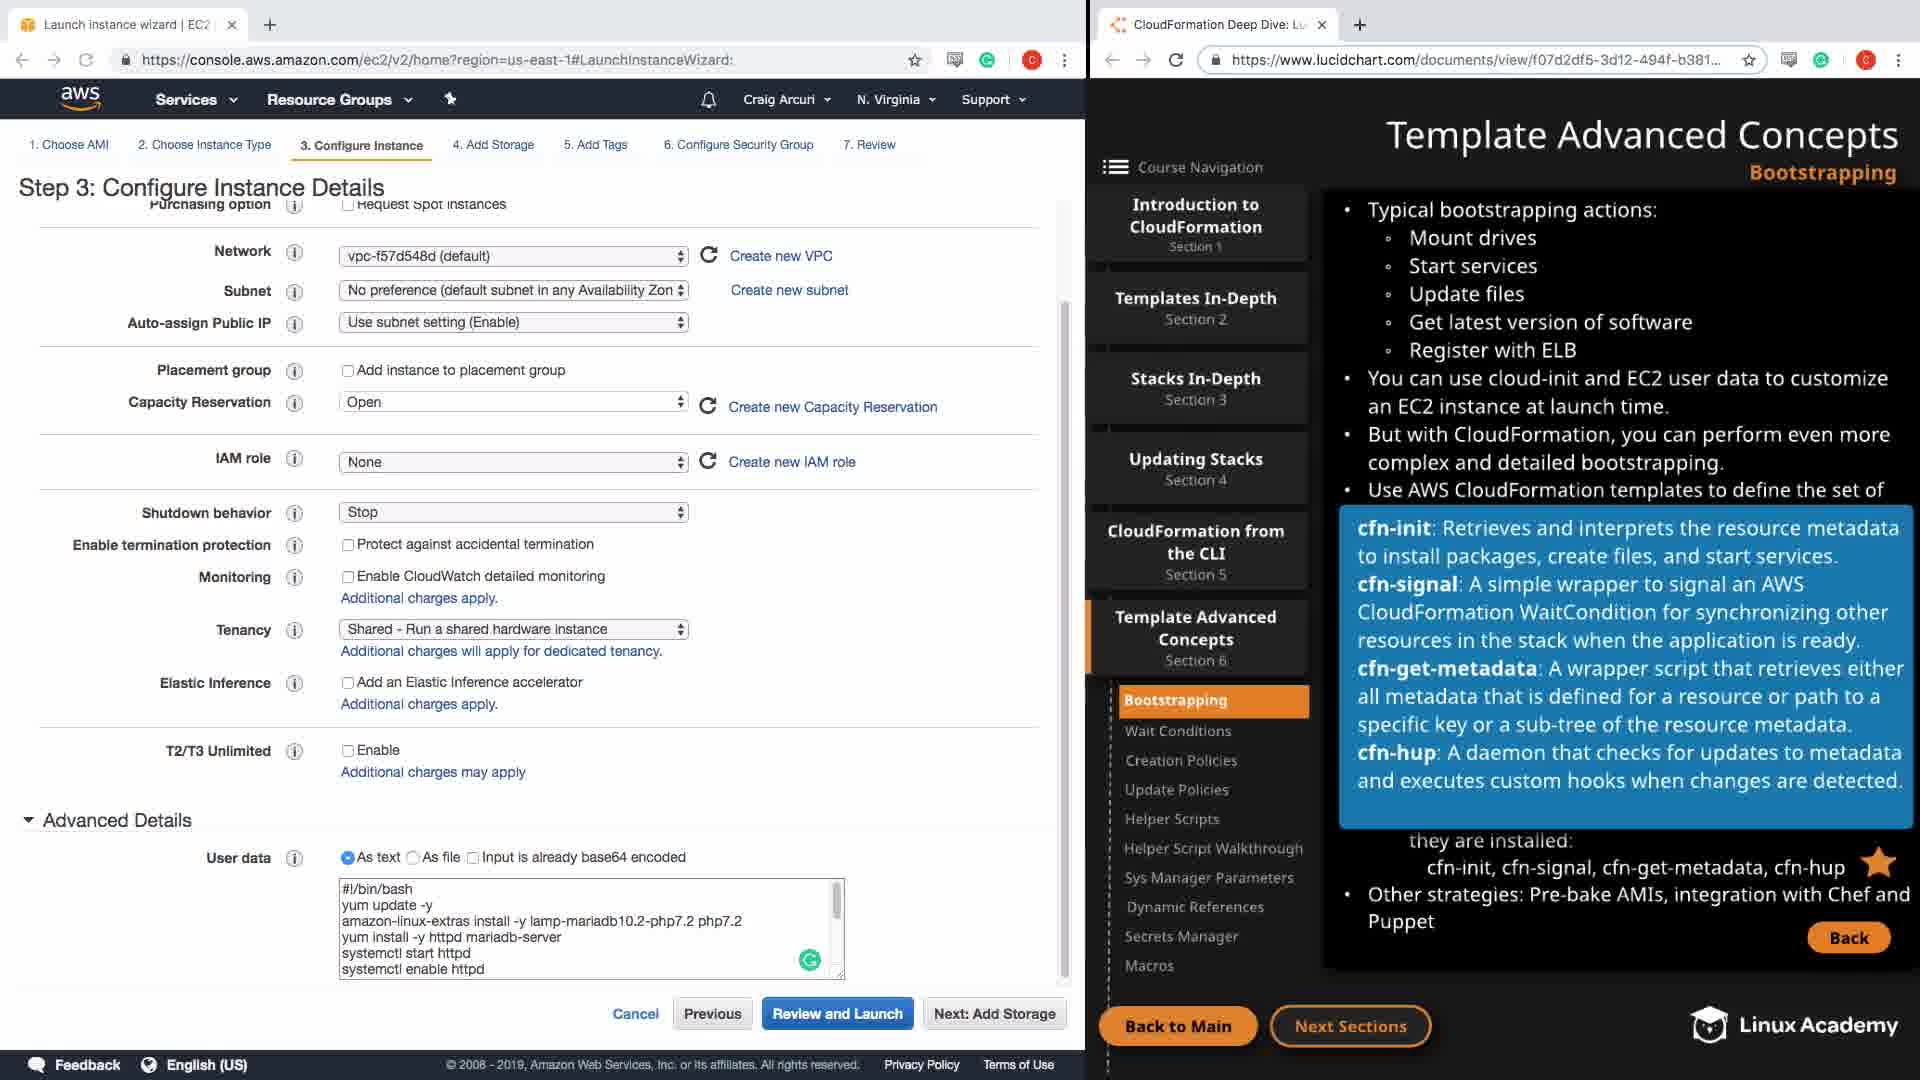 Launch instance wizard | EC2
https://console.aws.amazon.com/ec2/v2/home?region=us-east-1#LaunchInstanceWizard:
C
aws
Services
Resource Groups
Craig Arcuri
N. Virginia
Support
1. Choose AMI
2. Choose Instance Type
3. Configure Instance
4. Add Storage
5. Add Tags
6. Configure Security Group
7. Review
Step 3: Configure Instance Details
Purchasing option
Request Spot instances
Network
vpc-f57d548d (default)
Create new VPC
Subnet
No preference (default subnet in any Availability Zon
Create new subnet
Auto-assign Public IP
Use subnet setting (Enable)
Placement group
Add instance to placement group
Capacity Reservation
Open
Create new Capacity Reservation
IAM role
None
Create new IAM role
Shutdown behavior
Stop
Enable termination protection
Protect against accidental termination
Monitoring
Enable CloudWatch detailed monitoring
Additional charges apply.
Tenancy
Shared - Run a shared hardware instance
Additional charges will apply for dedicated tenancy.
Elastic Inference
Add an Elastic Inference accelerator
Additional charges apply.
T2/T3 Unlimited
Enable
Additional charges may apply
Advanced Details
User data
As text
As file
Input is already base64 encoded
#!/bin/bash
yum update -y
amazon-linux-extras install -y lamp-mariadb10.2-php7.2 php7.2
yum install -y httpd mariadb-server
systemctl start httpd
systemctl enable httpd
Cancel
Previous
Review and Launch
Next: Add Storage
Feedback
English (US)
© 2008 - 2019, Amazon Web Services, Inc. or its affiliates. All rights reserved.
Privacy Policy
Terms of Use
CloudFormation Deep Dive: Lu
https://www.lucidchart.com/documents/view/f07d2df5-3d12-494f-b381...
C
Template Advanced Concepts
Bootstrapping
Course Navigation
Introduction to
CloudFormation
Section 1
Templates In-Depth
Section 2
Stacks In-Depth
Section 3
Updating Stacks
Section 4
CloudFormation from
the CLI
Section 5
Template Advanced
Concepts
Section 6
Bootstrapping
Wait Conditions
Creation Policies
Update Policies
Helper Scripts
Helper Script Walkthrough
Sys Manager Parameters
Dynamic References
Secrets Manager
Macros
• Typical bootstrapping actions:
◦ Mount drives
◦ Start services
◦ Update files
◦ Get latest version of software
◦ Register with ELB
• You can use cloud-init and EC2 user data to customize
an EC2 instance at launch time.
• But with CloudFormation, you can perform even more
complex and detailed bootstrapping.
• Use AWS CloudFormation templates to define the set of
cfn-init: Retrieves and interprets the resource metadata
to install packages, create files, and start services.
cfn-signal: A simple wrapper to signal an AWS
CloudFormation WaitCondition for synchronizing other
resources in the stack when the application is ready.
cfn-get-metadata: A wrapper script that retrieves either
all metadata that is defined for a resource or path to a
specific key or a sub-tree of the resource metadata.
cfn-hup: A daemon that checks for updates to metadata
and executes custom hooks when changes are detected.
they are installed:
cfn-init, cfn-signal, cfn-get-metadata, cfn-hup
• Other strategies: Pre-bake AMIs, integration with Chef and
Puppet
Back
Back to Main
Next Sections
Linux Academy